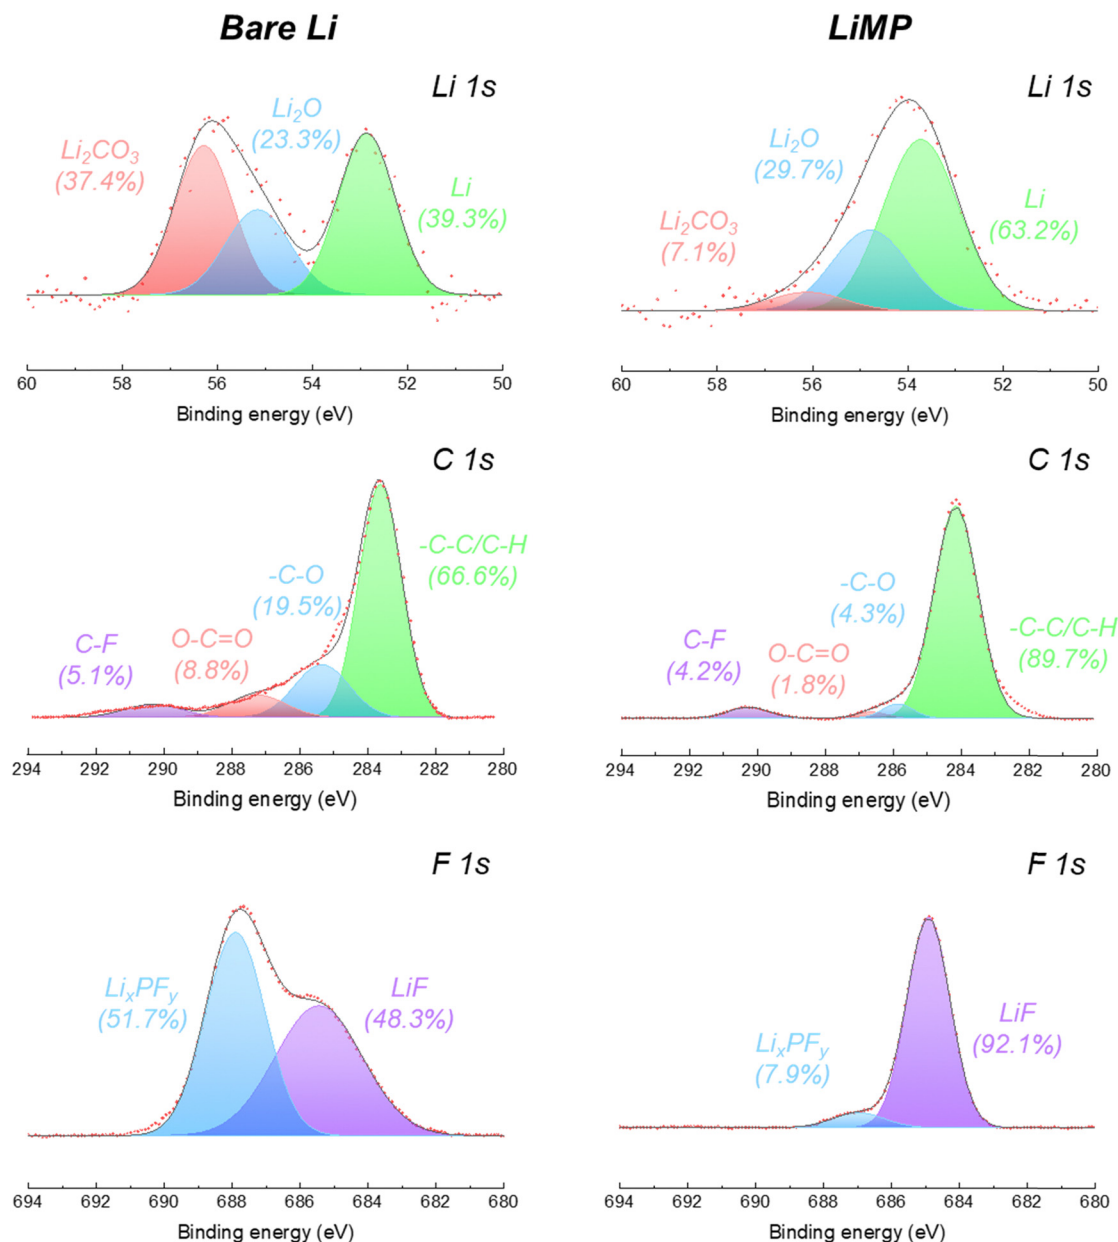 Bare Li
LiMP
Li 1s
Li₂CO₃
(37.4%)
Li₂O
(23.3%)
Li
(39.3%)
60 58 56 54 52 50
Binding energy (eV)
Li 1s
Li₂CO₃
(7.1%)
Li₂O
(29.7%)
Li
(63.2%)
60 58 56 54 52 50
Binding energy (eV)
C 1s
C-F
(5.1%)
O-C=O
(8.8%)
-C-O
(19.5%)
-C-C/C-H
(66.6%)
294 292 290 288 286 284 282 280
Binding energy (eV)
C 1s
C-F
(4.2%)
O-C=O
(1.8%)
-C-O
(4.3%)
-C-C/C-H
(89.7%)
294 292 290 288 286 284 282 280
Binding energy (eV)
F 1s
LiₓPFᵧ
(51.7%)
LiF
(48.3%)
694 692 690 688 686 684 682 680
Binding energy (eV)
F 1s
LiₓPFᵧ
(7.9%)
LiF
(92.1%)
694 692 690 688 686 684 682 680
Binding energy (eV)